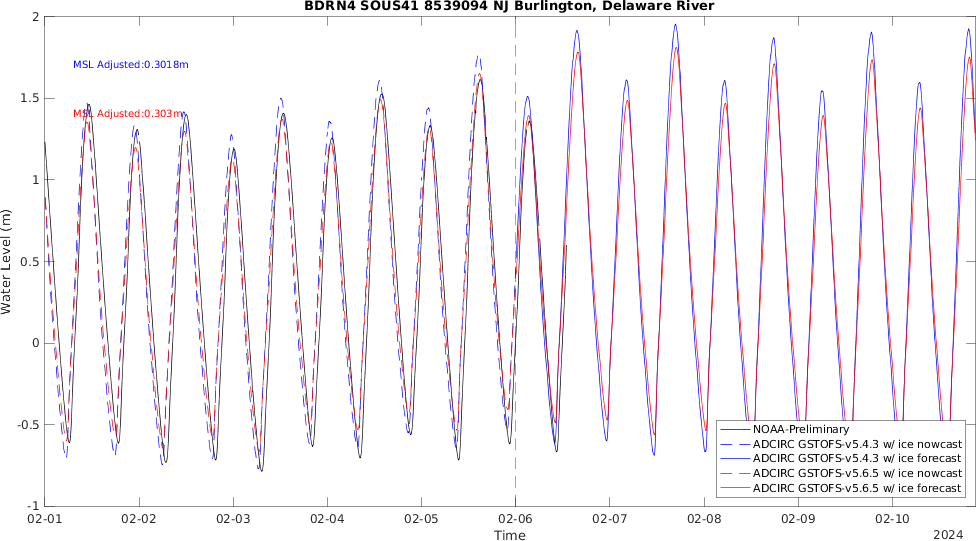 BDRN4 SOUS41 8539094 NJ Burlington, Delaware River
2
MSL Adjusted:0.3018m
1.5
MSL Adjusted:0.303m
1
Water Level (m)
0.5
0
-0.5
-1
NOAA-Preliminary
ADCIRC GSTOFS-v5.4.3 w/ ice nowcast
ADCIRC GSTOFS-v5.4.3 w/ ice forecast
ADCIRC GSTOFS-v5.6.5 w/ ice nowcast
ADCIRC GSTOFS-v5.6.5 w/ ice forecast
02-01 02-02 02-03 02-04 02-05 02-06 02-07 02-08 02-09 02-10
Time
2024